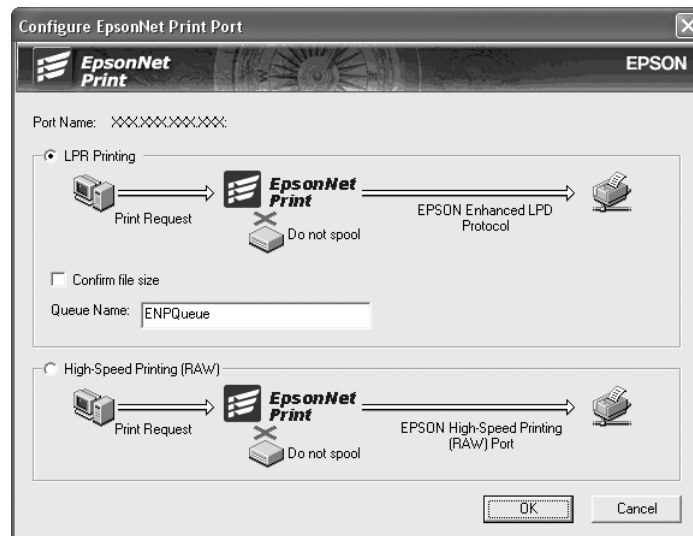 Configure EpsonNet Print Port
EpsonNet
Print
EPSON
Port Name: XXX.XXX.XXX.XXX:
LPR Printing
EpsonNet
Print
Print Request
EPSON Enhanced LPD
Protocol
Do not spool
Confirm file size
Queue Name: ENPQueue
High-Speed Printing (RAW)
EpsonNet
Print
Print Request
EPSON High-Speed Printing
(RAW) Port
Do not spool
OK
Cancel